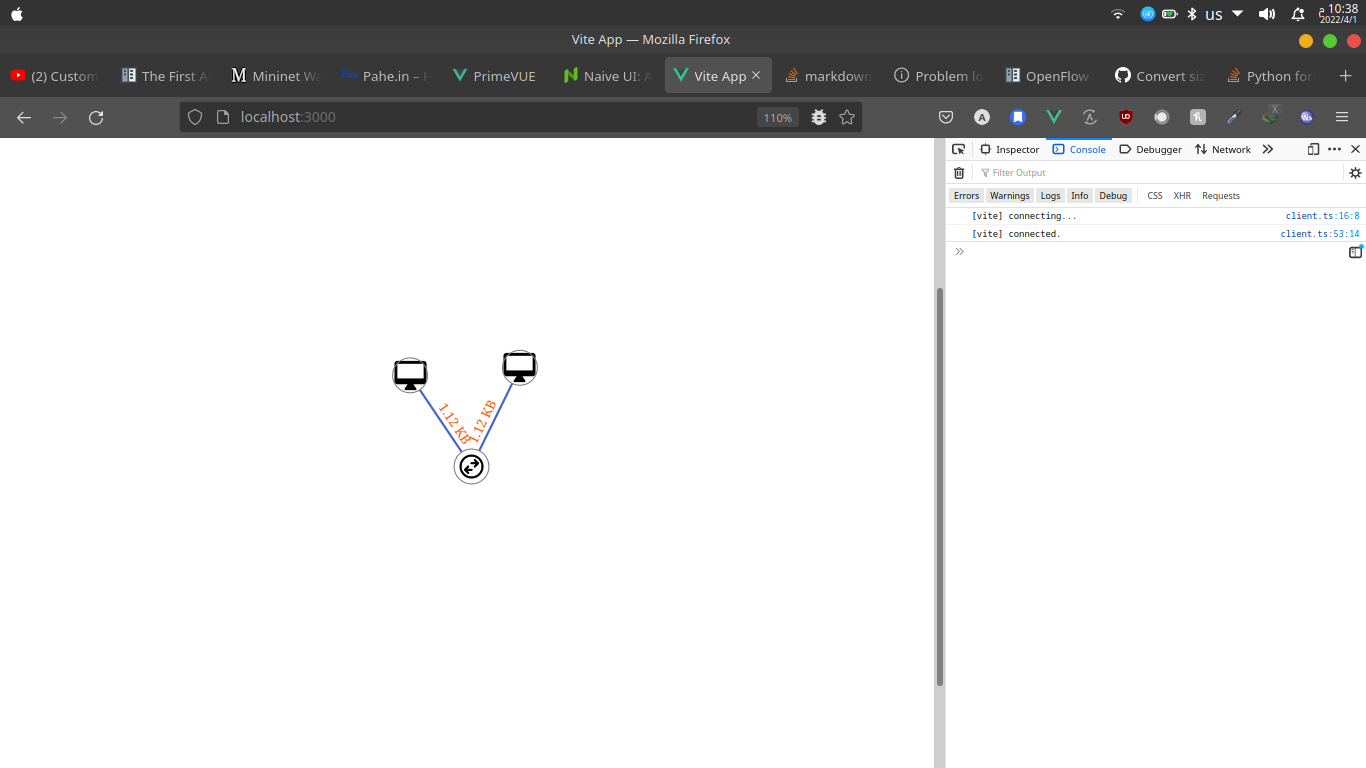 us
م 10:38
2022/4/1
Vite App — Mozilla Firefox
(2) Custom
The First A
Mininet Wa
Pahe.in – H
PrimeVUE
Naive UI: A
Vite App
markdown
Problem lo
OpenFlow
Convert siz
Python for
localhost:3000
110%
Inspector
Console
Debugger
Network
Filter Output
Errors Warnings Logs Info Debug CSS XHR Requests
[vite] connecting... client.ts:16:8
[vite] connected. client.ts:53:14
1.12 KB
1.12 KB